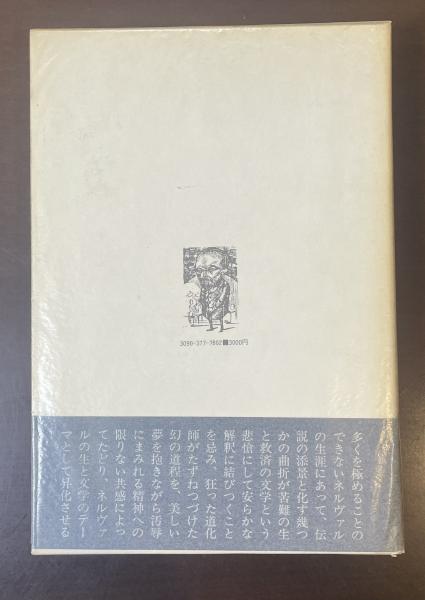 3090-377-7802■3000円
多くを極めることの
できないネルヴァル
の生涯にあって、伝
説の添景と化す幾つ
かの曲折が苦難の生
と救済の文学という
悲愴にして安らかな
解釈に結びつくこと
を忌み、狂った道化
師がたずねつづけた
幻の道程を、美しい
夢を抱きながら汚辱
にまみれる精神への
限りない共感によっ
てたどり、ネルヴァ
ルの生と文学のテー
マとして昇化させる